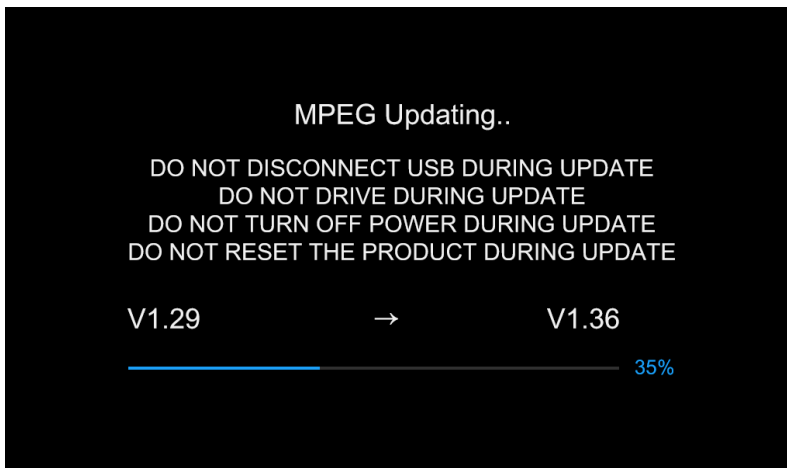 MPEG Updating..
DO NOT DISCONNECT USB DURING UPDATE
DO NOT DRIVE DURING UPDATE
DO NOT TURN OFF POWER DURING UPDATE
DO NOT RESET THE PRODUCT DURING UPDATE
V1.29 → V1.36
35%